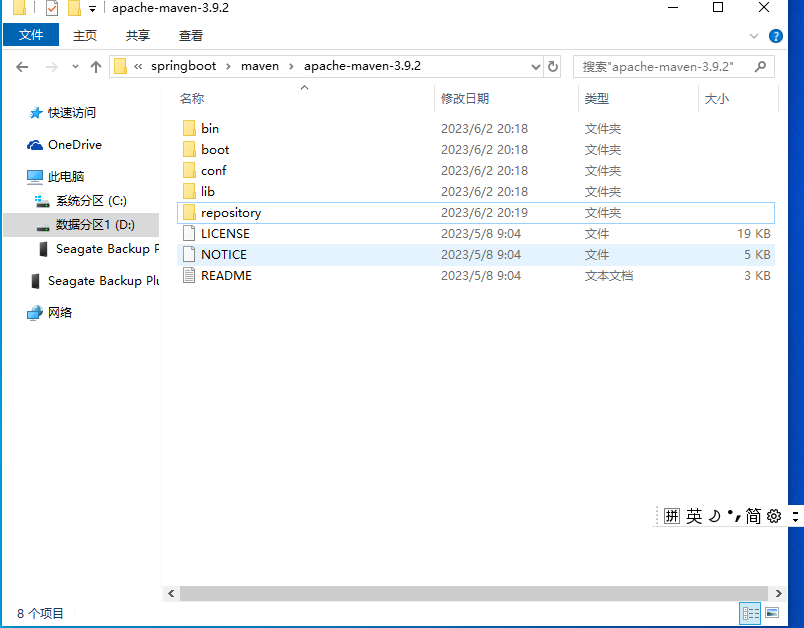 apache-maven-3.9.2
文件 主页 共享 查看
« springboot > maven > apache-maven-3.9.2 搜索"apache-maven-3.9.2"
名称 修改日期 类型 大小
快速访问
OneDrive
此电脑
系统分区 (C:)
数据分区1 (D:)
Seagate Backup P
Seagate Backup Plu
网络
bin 2023/6/2 20:18 文件夹
boot 2023/6/2 20:18 文件夹
conf 2023/6/2 20:18 文件夹
lib 2023/6/2 20:18 文件夹
repository 2023/6/2 20:19 文件夹
LICENSE 2023/5/8 9:04 文件 19 KB
NOTICE 2023/5/8 9:04 文件 5 KB
README 2023/5/8 9:04 文本文档 3 KB
拼 英 简
8 个项目